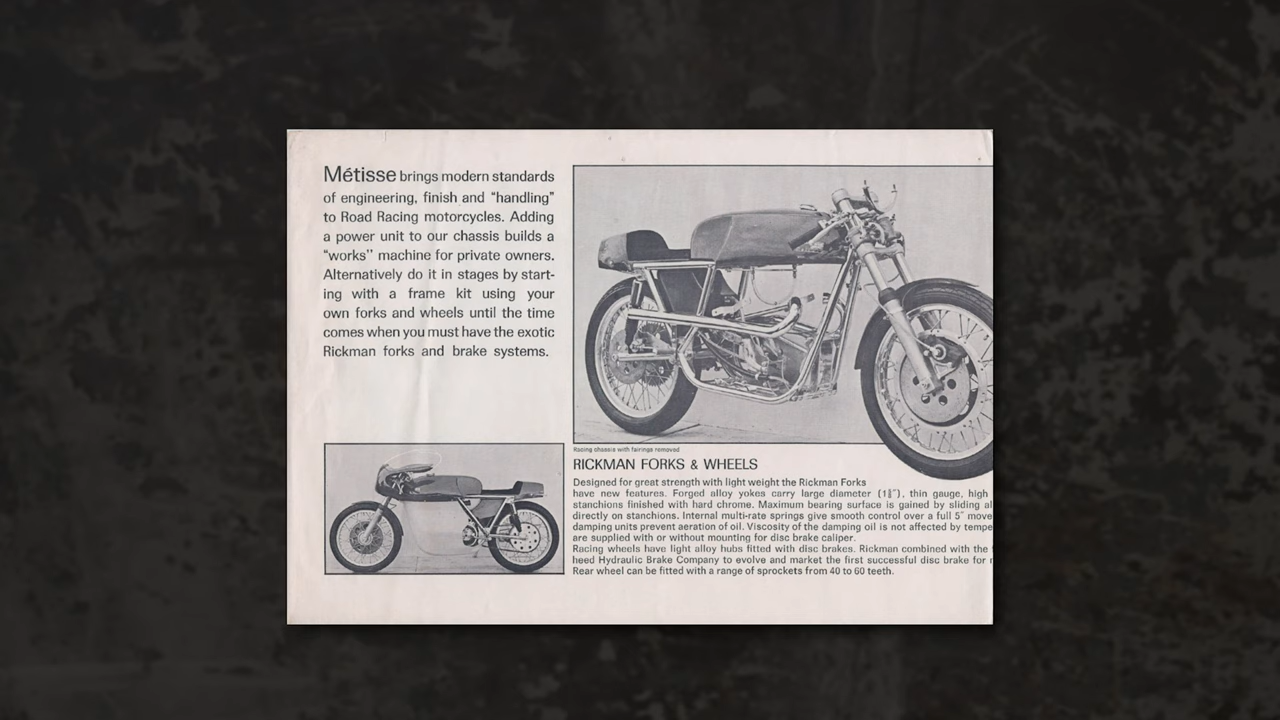 Métisse brings modern standards
of engineering, finish and "handling"
to Road Racing motorcycles. Adding
a power unit to our chassis builds a
"works" machine for private owners.
Alternatively do it in stages by start-
ing with a frame kit using your
own forks and wheels until the time
comes when you must have the exotic
Rickman forks and brake systems.
Racing chassis with fairings removed
RICKMAN FORKS & WHEELS
Designed for great strength with light weight the Rickman Forks
have new features. Forged alloy yokes carry large diameter thin gauge, high
stanchions finished with hard chrome. Maximum bearing surface is gained by sliding al
directly on stanchions. Internal multi-rate springs give smooth control over a full 5" move
damping units prevent aeration of oil. Viscosity of the damping oil is not affected by tempe
are supplied with or without mounting for disc brake caliper.
Racing wheels have light alloy hubs fitted with disc brakes. Rickman combined with the
heed Hydraulic Brake Company to evolve and market the first successful disc brake for
Rear wheel can be fitted with a range of sprockets from 40 to 60 teeth.